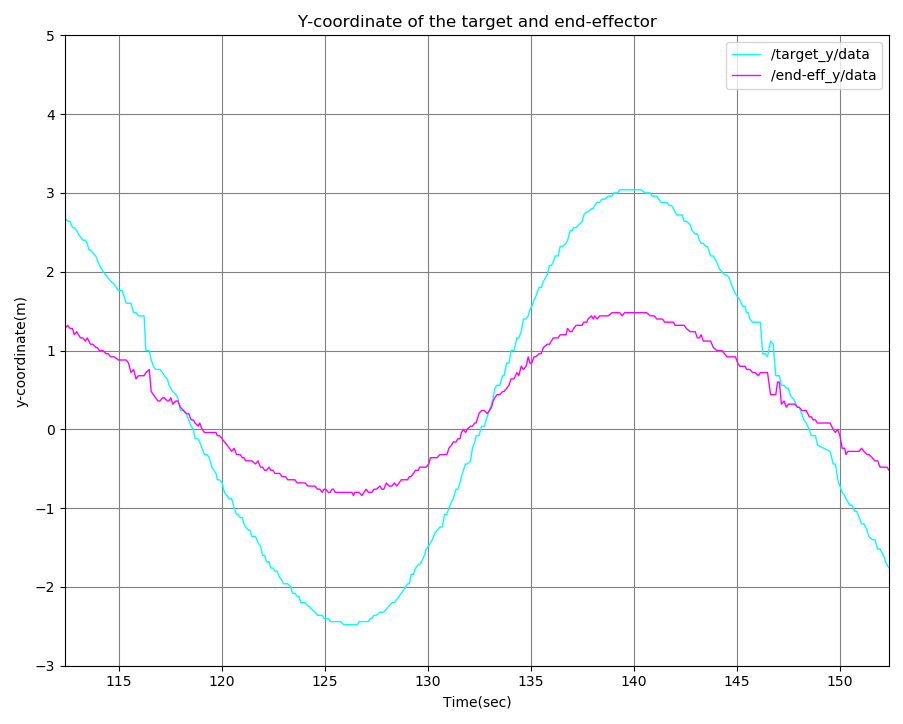 Y-coordinate of the target and end-effector
/target_y/data
/end-eff_y/data
y-coordinate(m)
5
4
3
2
1
0
−1
−2
−3
115 120 125 130 135 140 145 150
Time(sec)